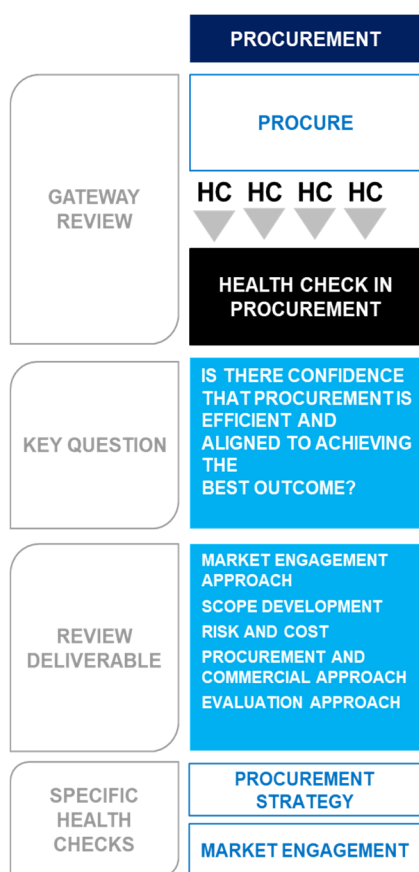 PROCUREMENT
PROCURE
GATEWAY
REVIEW
HC HC HC HC
HEALTH CHECK IN
PROCUREMENT
KEY QUESTION
IS THERE CONFIDENCE
THAT PROCUREMENT IS
EFFICIENT AND
ALIGNED TO ACHIEVING
THE
BEST OUTCOME?
REVIEW
DELIVERABLE
MARKET ENGAGEMENT
APPROACH
SCOPE DEVELOPMENT
RISK AND COST
PROCUREMENT AND
COMMERCIAL APPROACH
EVALUATION APPROACH
SPECIFIC
HEALTH
CHECKS
PROCUREMENT
STRATEGY
MARKET ENGAGEMENT